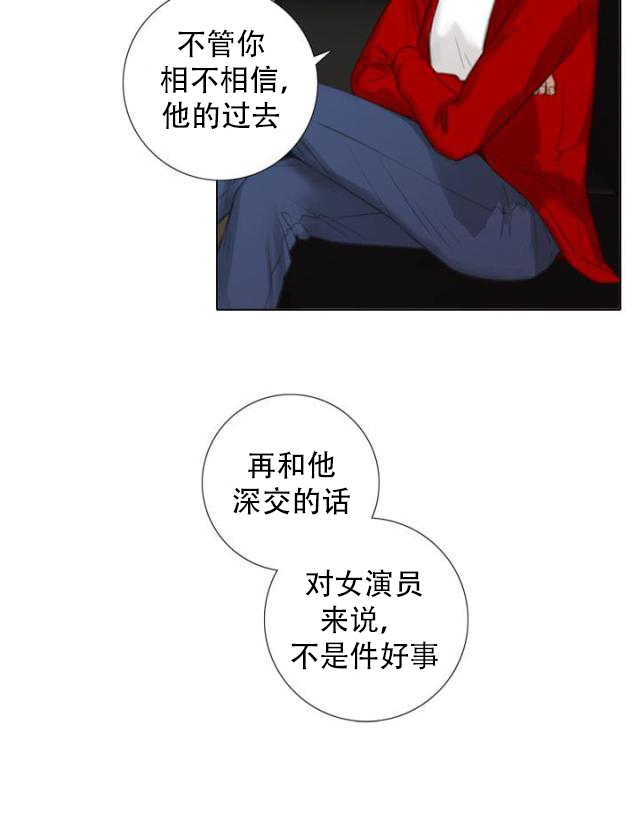 不管你
相不相信,
他的过去
再和他
深交的话
对女演员
来说,
不是件好事